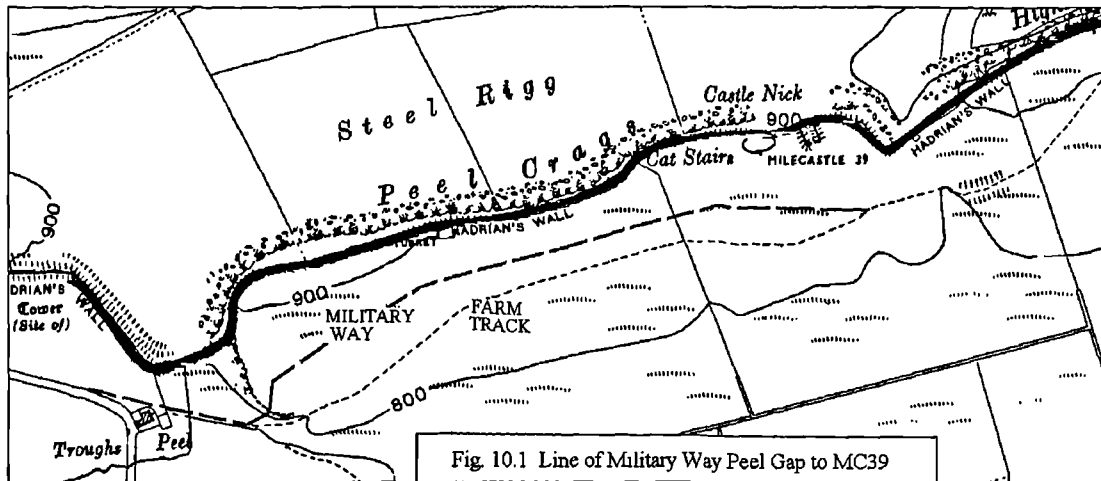 High
Steel Rigg
Castle Nick
900
HADRIAN'S WALL
Peel Crags
Cat Stairs
MILECASTLE 39
900
TURRET
HADRIAN'S WALL
DRIAN'S
WALL
Tower
(Site of)
900
MILITARY
WAY
FARM
TRACK
800
Troughs
Peel
Fig. 10.1 Line of Military Way Peel Gap to MC39